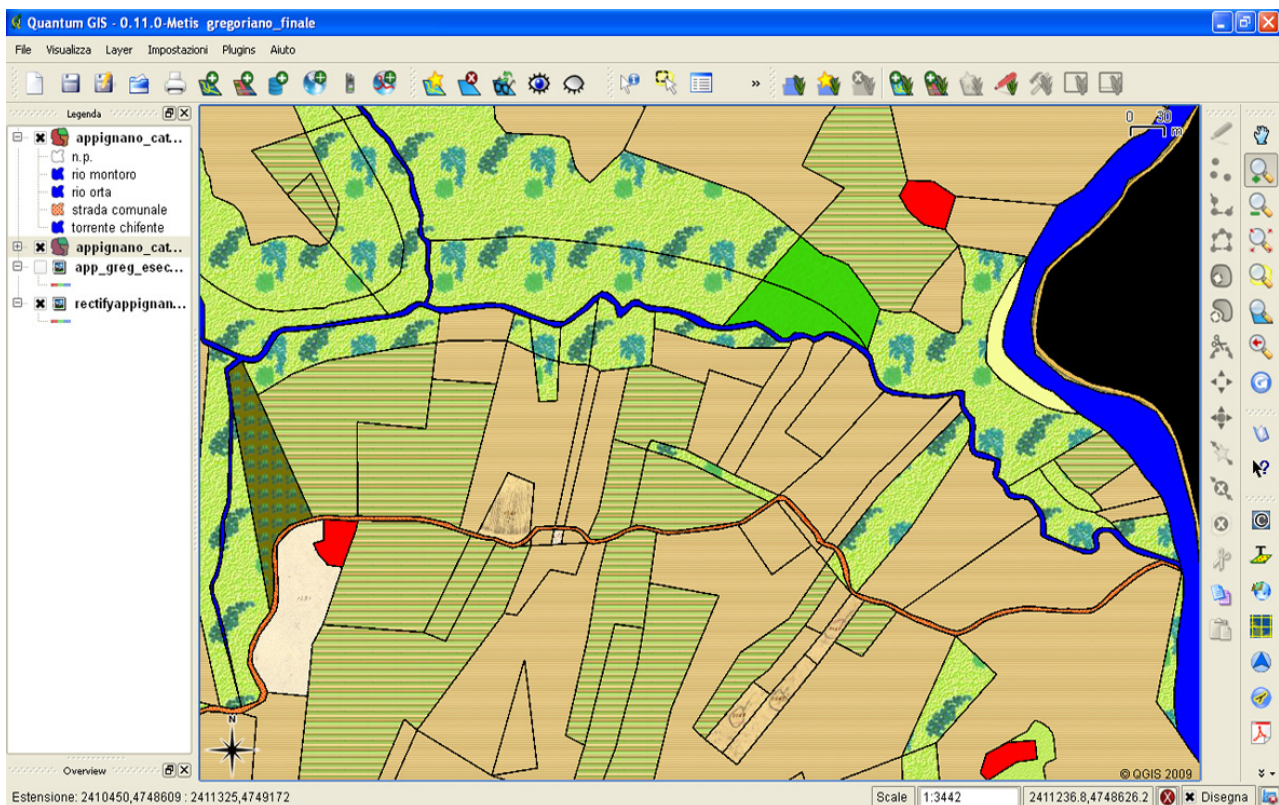 Quantum GIS - 0.11.0-Metis gregoriano_finale
File Visualizza Layer Impostazioni Plugins Aiuto
»
Legenda
appignano_cat...
n.p.
rio montoro
rio orta
strada comunale
torrente chifente
appignano_cat...
app_greg_esec...
rectifyappignan...
0 30
m
N
© QGIS 2009
Overview
Estensione: 2410450,4748609 : 2411325,4749172
Scale 1:3442 2411236.8,4748626.2 Disegna